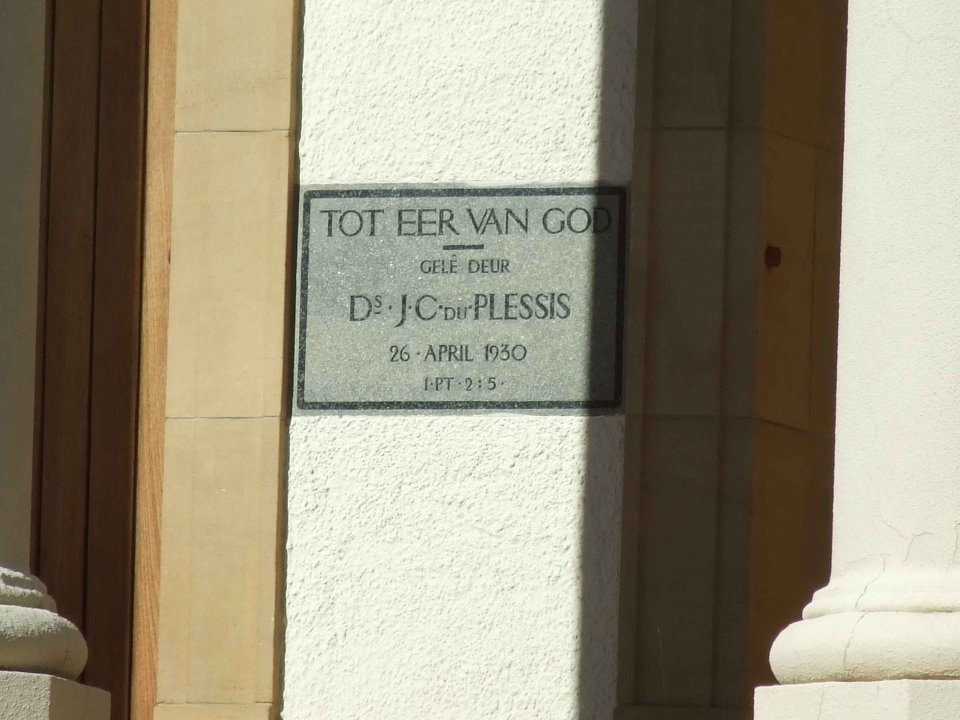 TOT EER VAN GOD
GELÊ DEUR
Ds · J · C · DU · PLESSIS
26 · APRIL 1930
I · PT · 2 : 5 ·